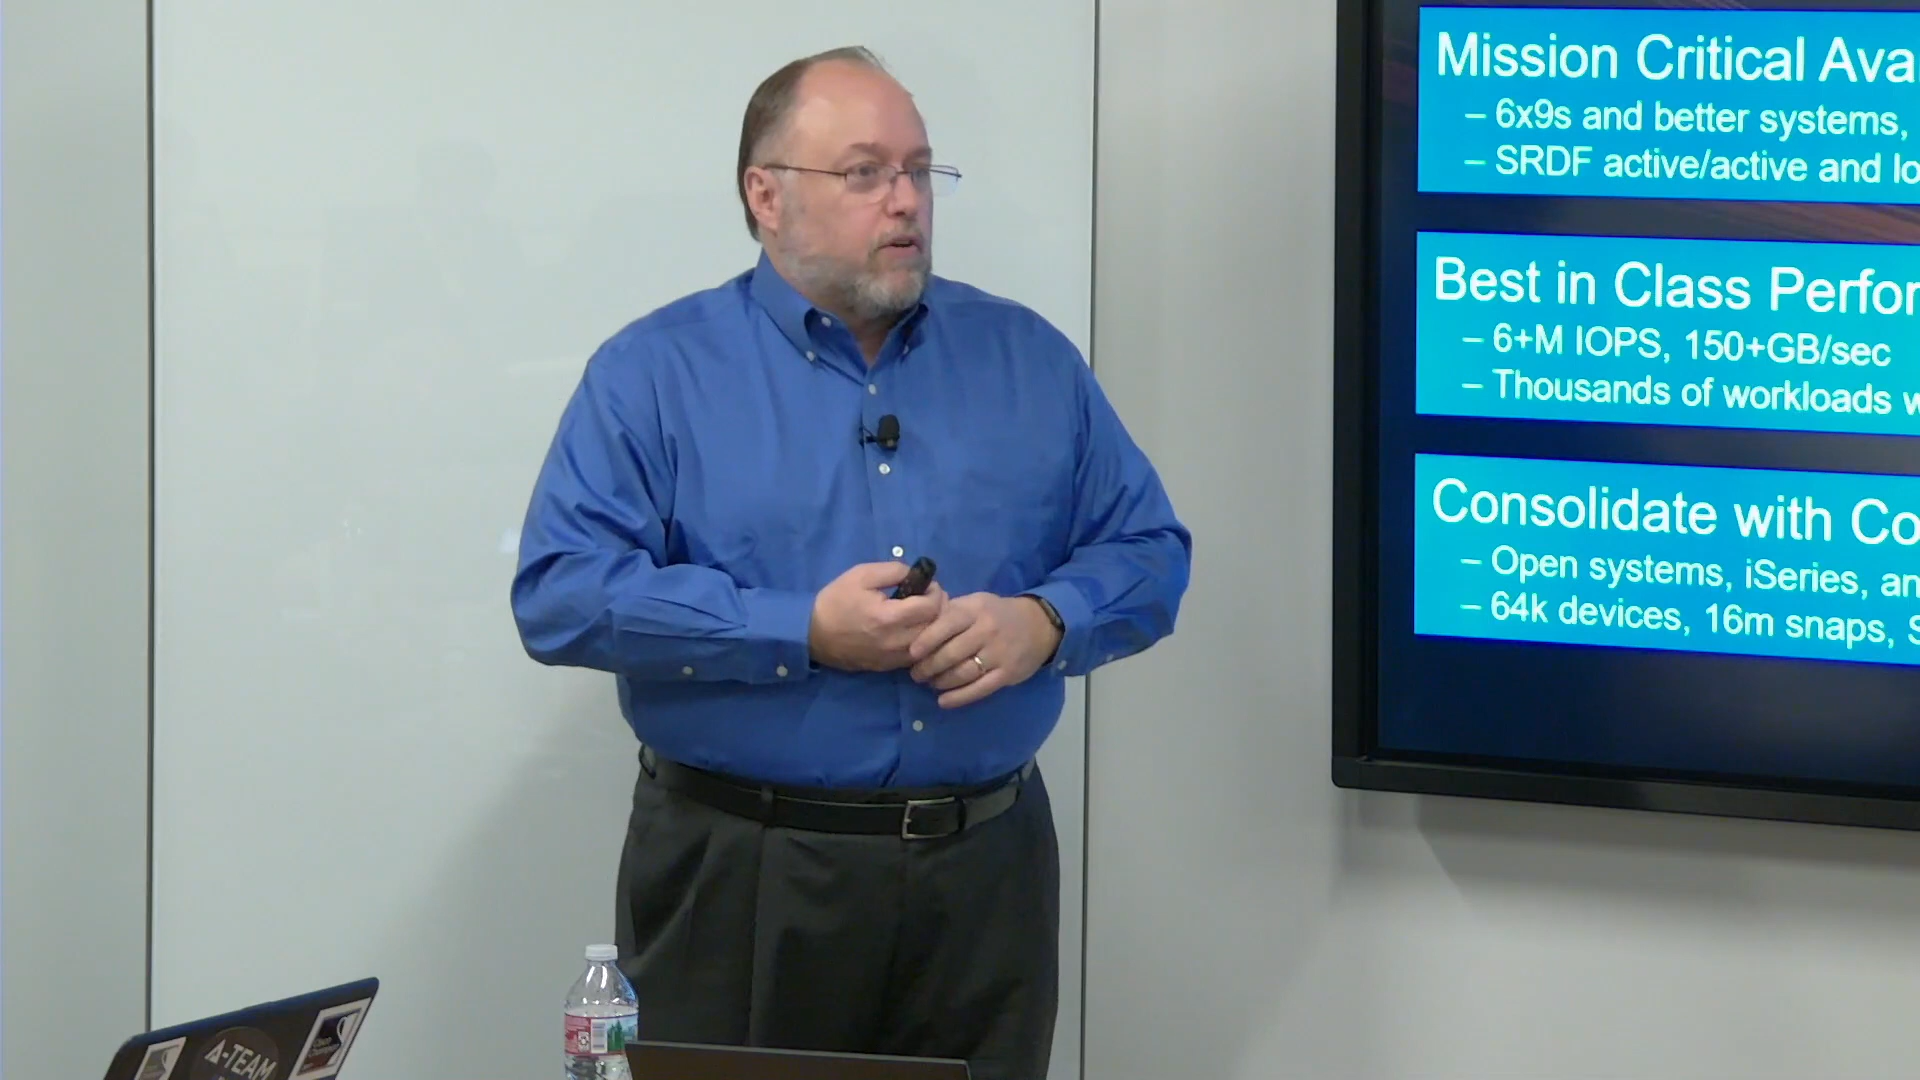 Mission Critical Ava
– 6x9s and better systems,
– SRDF active/active and lo
Best in Class Perfor
– 6+M IOPS, 150+GB/sec
– Thousands of workloads w
Consolidate with Co
– Open systems, iSeries, an
– 64k devices, 16m snaps, S
A-TEAM